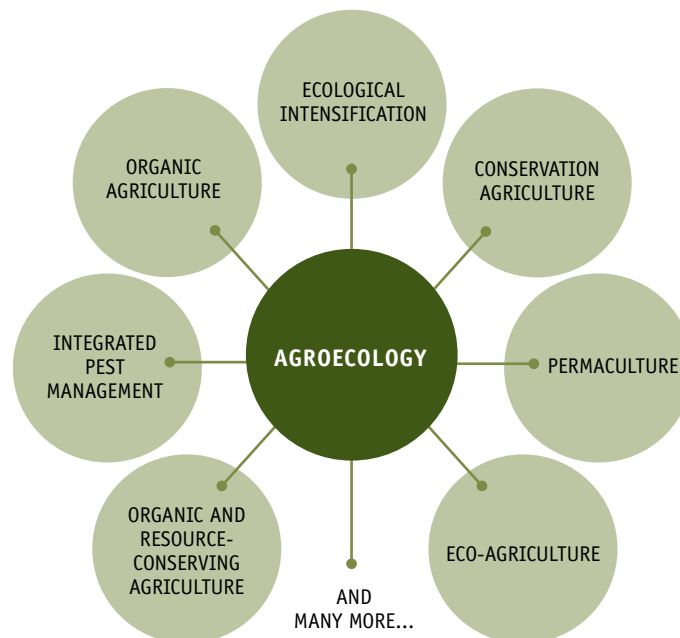 ECOLOGICAL
INTENSIFICATION
ORGANIC
AGRICULTURE
CONSERVATION
AGRICULTURE
INTEGRATED
PEST
MANAGEMENT
AGROECOLOGY
PERMACULTURE
ORGANIC AND
RESOURCE-
CONSERVING
AGRICULTURE
ECO-AGRICULTURE
AND
MANY MORE...